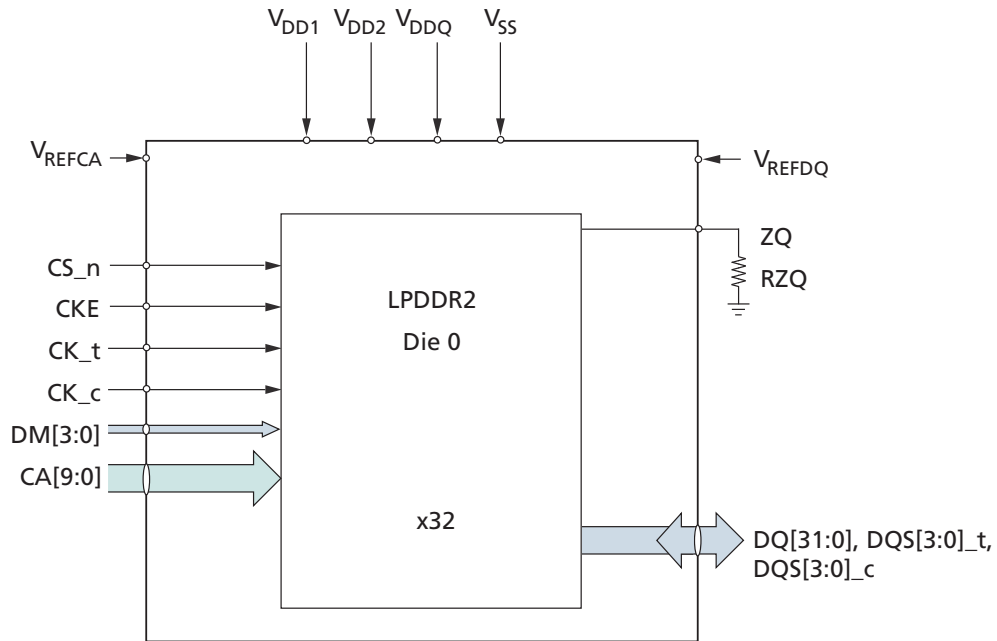 VDD1 VDD2 VDDQ VSS
VREFCA
VREFDQ
ZQ
RZQ
CS_n
CKE
CK_t
CK_c
DM[3:0]
CA[9:0]
LPDDR2
Die 0
x32
DQ[31:0], DQS[3:0]_t,
DQS[3:0]_c